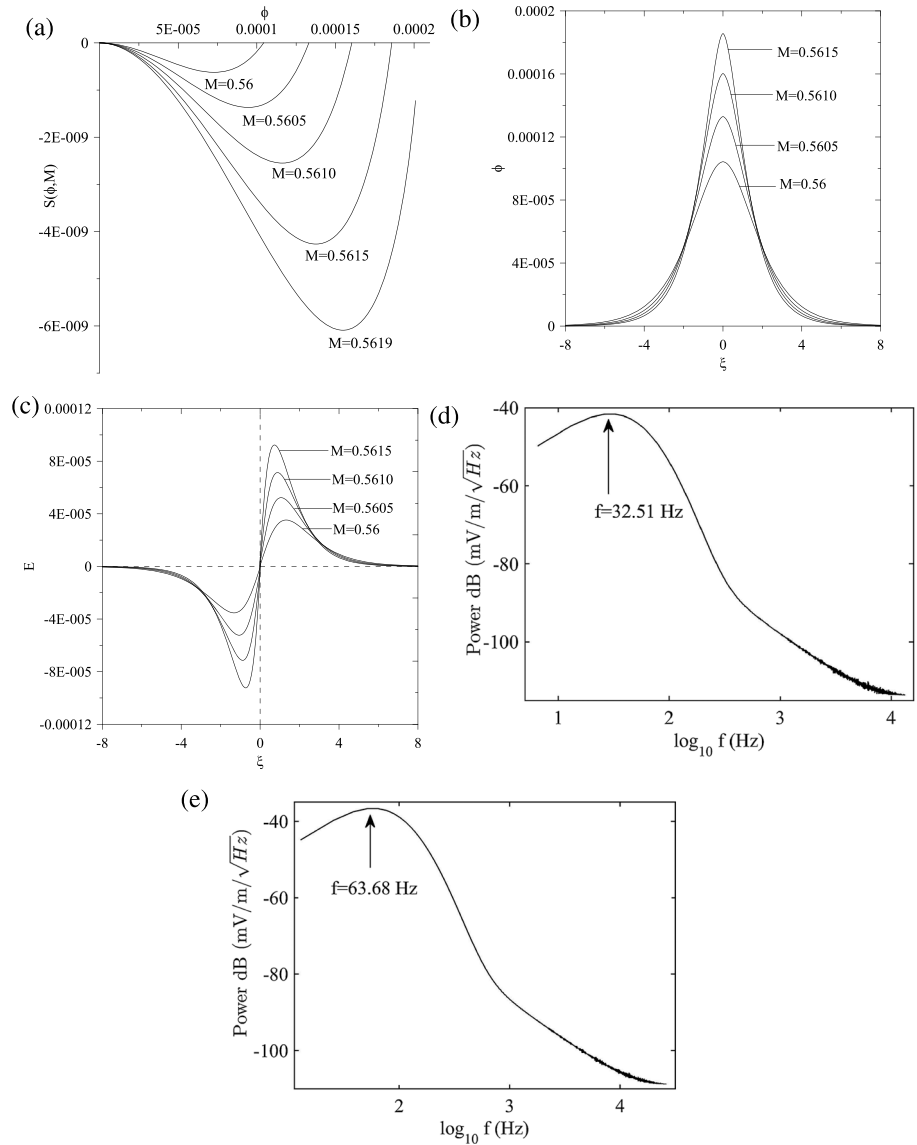 (a)
ϕ
5E-005 0.0001 0.00015 0.0002
0
-2E-009
-4E-009
-6E-009
S(ϕ,M)
M=0.56
M=0.5605
M=0.5610
M=0.5615
M=0.5619
(b)
0.0002
0.00016
0.00012
8E-005
4E-005
0
ϕ
M=0.5615
M=0.5610
M=0.5605
M=0.56
-8 -4 0 4 8
ξ
(c)
E
0.00012
8E-005
4E-005
0
-4E-005
-8E-005
-0.00012
M=0.5615
M=0.5610
M=0.5605
M=0.56
-8 -4 0 4 8
ξ
(d)
-40
-60
-80
-100
Power dB (mV/m/√Hz)
f=32.51 Hz
1 2 3 4
log10 f (Hz)
(e)
-40
-60
-80
-100
Power dB (mV/m/√Hz)
f=63.68 Hz
2 3 4
log10 f (Hz)